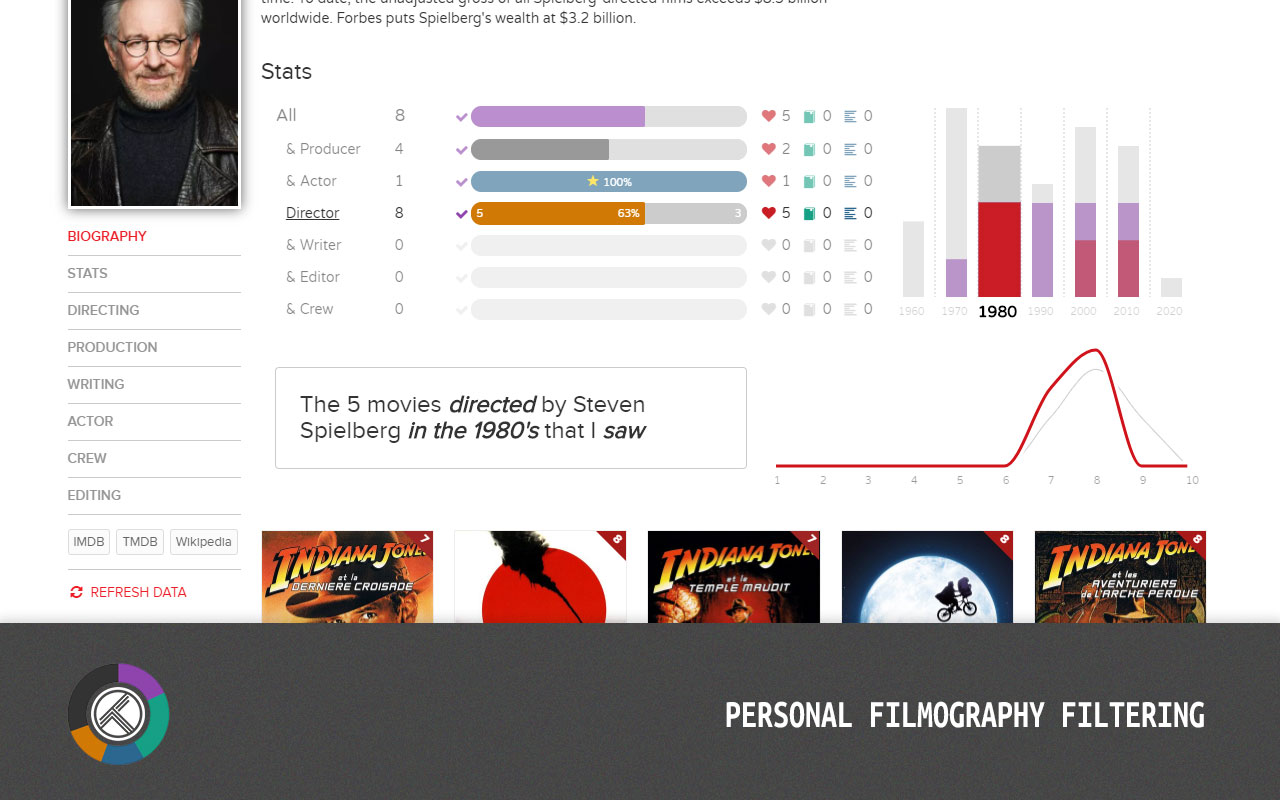 time. To date, the unadjusted gross of all Spielberg-directed films exceeds $8.5 billion
worldwide. Forbes puts Spielberg's wealth at $3.2 billion.
Stats
All 8 5 0 0
& Producer 4 2 0 0
& Actor 1 100% 1 0 0
Director 8 5 63% 3 5 0 0
& Writer 0 0 0 0
& Editor 0 0 0 0
& Crew 0 0 0 0
1960 1970 1980 1990 2000 2010 2020
BIOGRAPHY
STATS
DIRECTING
PRODUCTION
WRITING
ACTOR
CREW
EDITING
IMDB TMDB Wikipedia
REFRESH DATA
The 5 movies directed by Steven
Spielberg in the 1980's that I saw
1 2 3 4 5 6 7 8 9 10
7
INDIANA JONE
et la
DERNIERE CROISADE
8
7
INDIANA JONE
et le
TEMPLE MAUDIT
8
8
INDIANA JONE
et les
AVENTURIERS
de L'ARCHE PERDUE
PERSONAL FILMOGRAPHY FILTERING